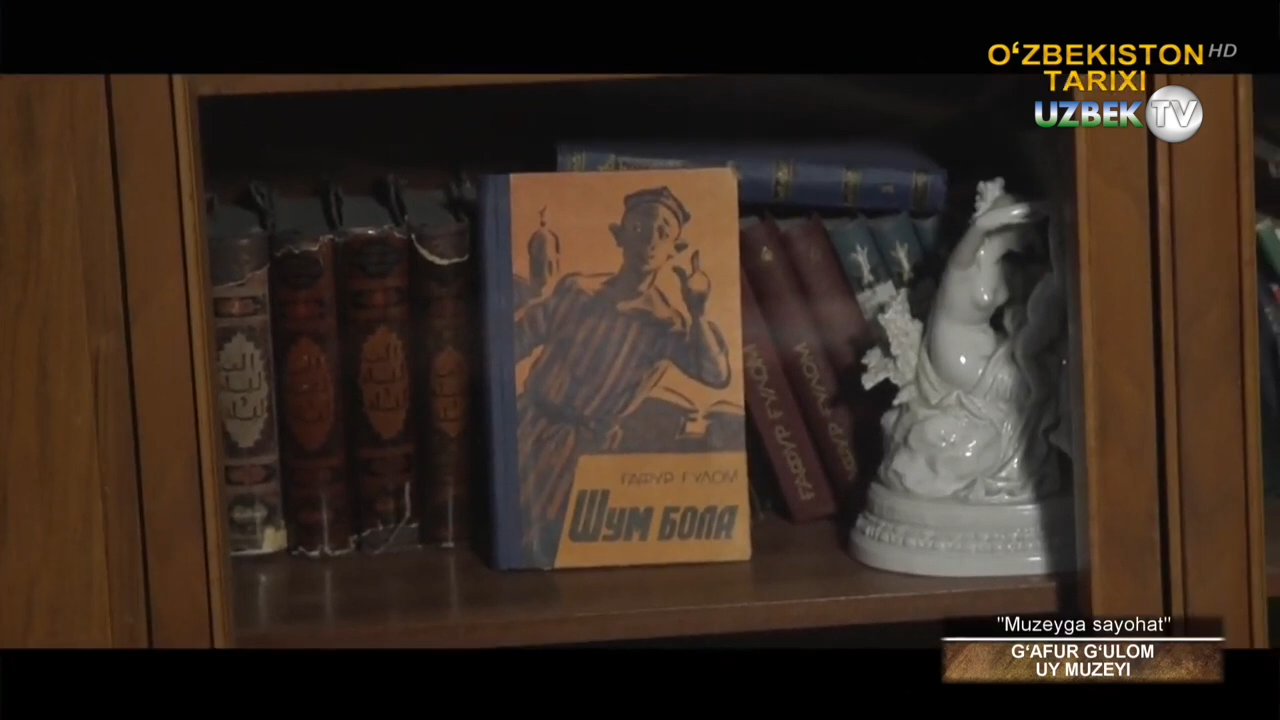 O‘ZBEKISTON HD
TARIXI
UZBEK TV
ҒАФУР ҒУЛОМ
Шум бола
ҒАФУР ҒУЛОМ
ҒАФУР ҒУЛОМ
"Muzeyga sayohat"
G‘AFUR G‘ULOM
UY MUZEYI